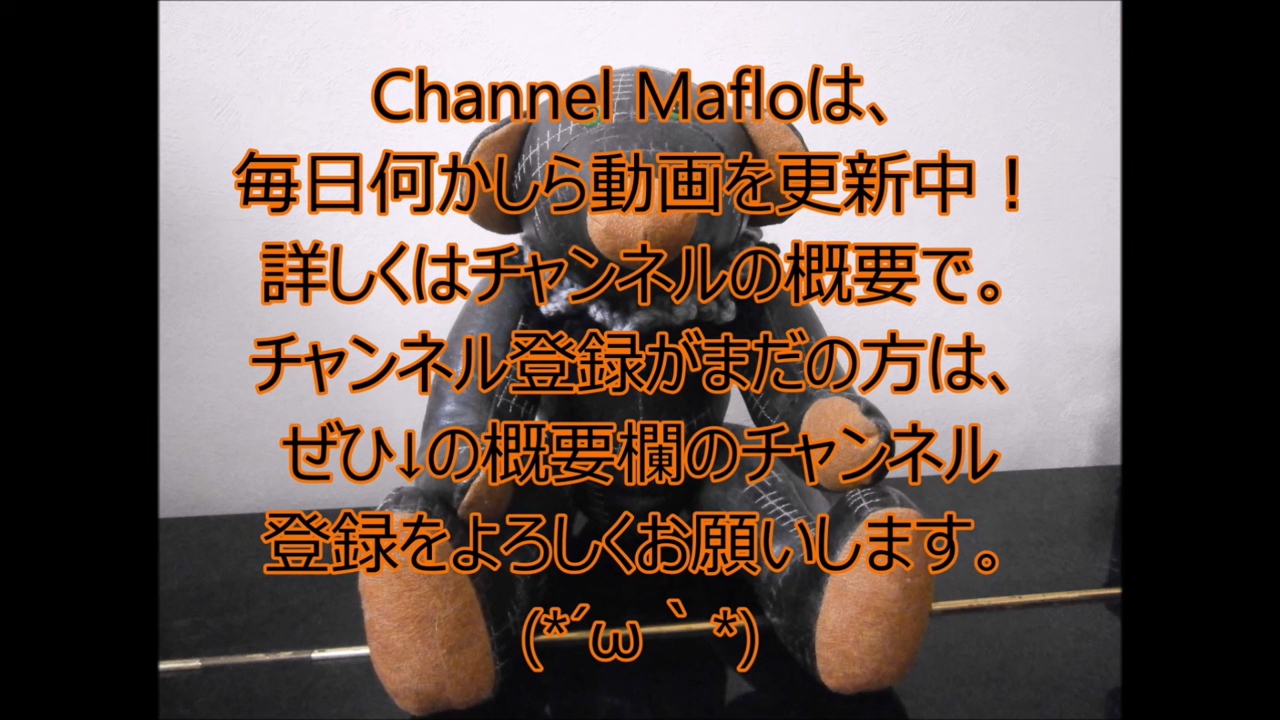 Channel Mafloは、
毎日何かしら動画を更新中！
詳しくはチャンネルの概要で。
チャンネル登録がまだの方は、
ぜひ↓の概要欄のチャンネル
登録をよろしくお願いします。
(*´ω｀*)